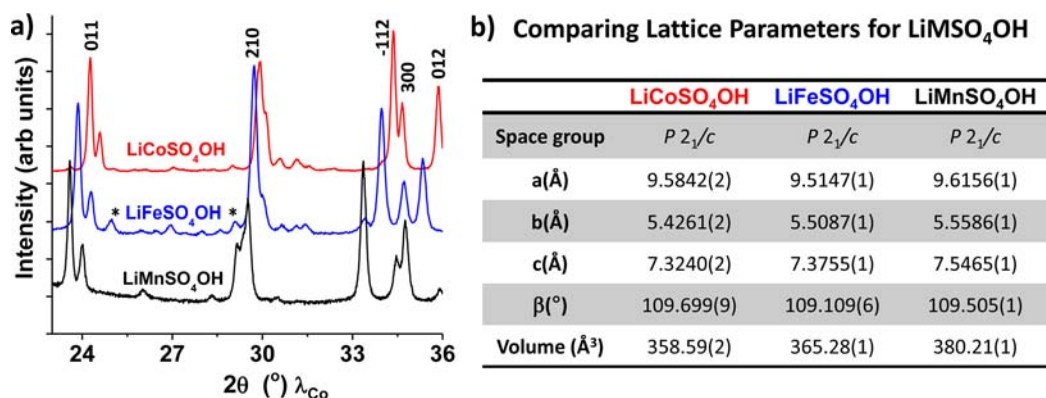 a)
011
210
-112
300
012
LiCoSO4OH
* LiFeSO4OH *
LiMnSO4OH
Intensity (arb units)
24 27 30 33 36
2θ (°) λCo
b) Comparing Lattice Parameters for LiMSO4OH
LiCoSO4OH LiFeSO4OH LiMnSO4OH
Space group P 21/c P 21/c P 21/c
a(Å) 9.5842(2) 9.5147(1) 9.6156(1)
b(Å) 5.4261(2) 5.5087(1) 5.5586(1)
c(Å) 7.3240(2) 7.3755(1) 7.5465(1)
β(°) 109.699(9) 109.109(6) 109.505(1)
Volume (Å³) 358.59(2) 365.28(1) 380.21(1)